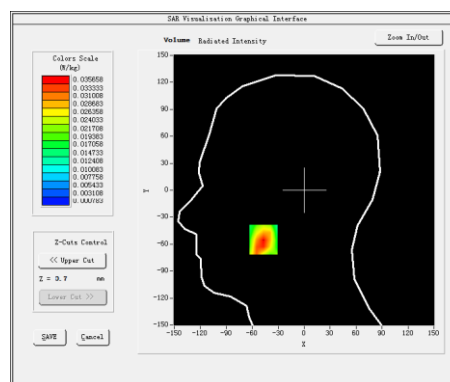 SAR Visualisation Graphical Interface
Volume Radiated Intensity
Zoom In/Out
Colors Scale
(W/kg)
0.035658
0.033333
0.031008
0.028683
0.026358
0.024033
0.021708
0.019383
0.017058
0.014733
0.012408
0.010083
0.007758
0.005433
0.003108
0.000783
Z-Cuts Control
<< Upper Cut
Z = 3.7 mm
Lower Cut >>
SAVE Cancel
150
120
90
60
30
Y
0
-30
-60
-90
-120
-150
-150 -120 -90 -60 -30 0 30 60 90 120 150
X